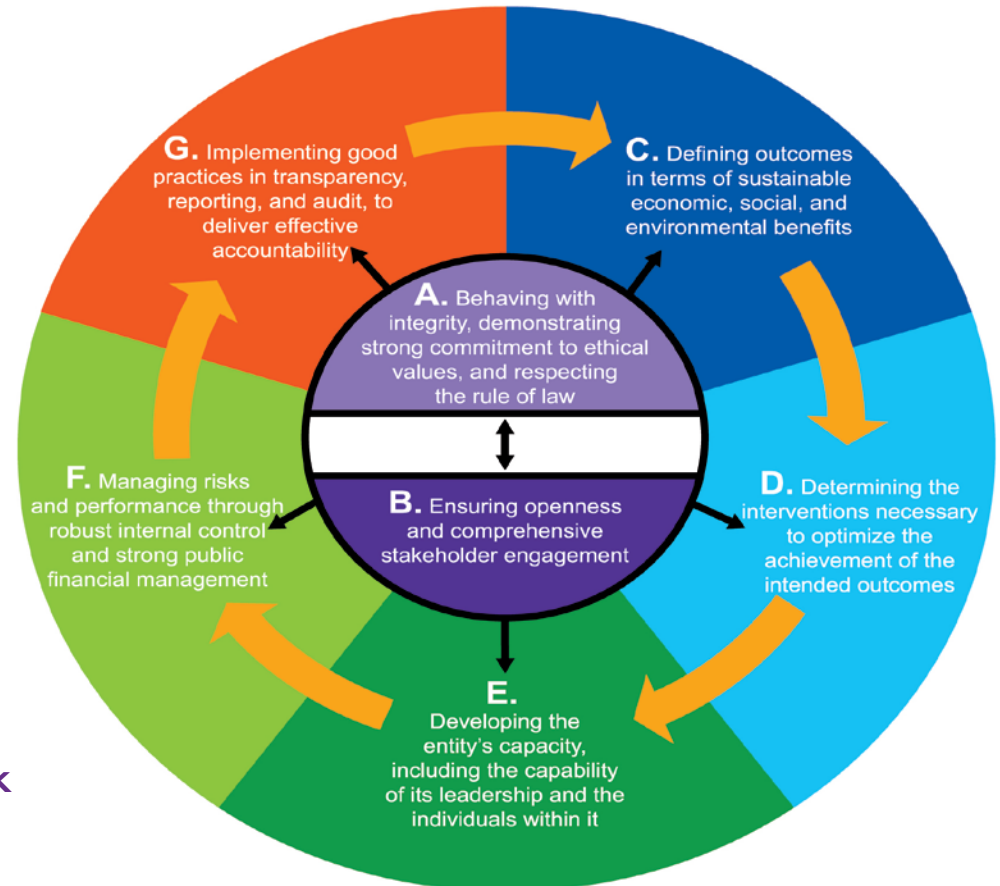 G. Implementing good
practices in transparency,
reporting, and audit, to
deliver effective
accountability
C. Defining outcomes
in terms of sustainable
economic, social, and
environmental benefits
A. Behaving with
integrity, demonstrating
strong commitment to ethical
values, and respecting
the rule of law
B. Ensuring openness
and comprehensive
stakeholder engagement
F. Managing risks
and performance through
robust internal control
and strong public
financial management
D. Determining the
interventions necessary
to optimize the
achievement of the
intended outcomes
E.
Developing the
entity's capacity,
including the capability
of its leadership and the
individuals within it
k